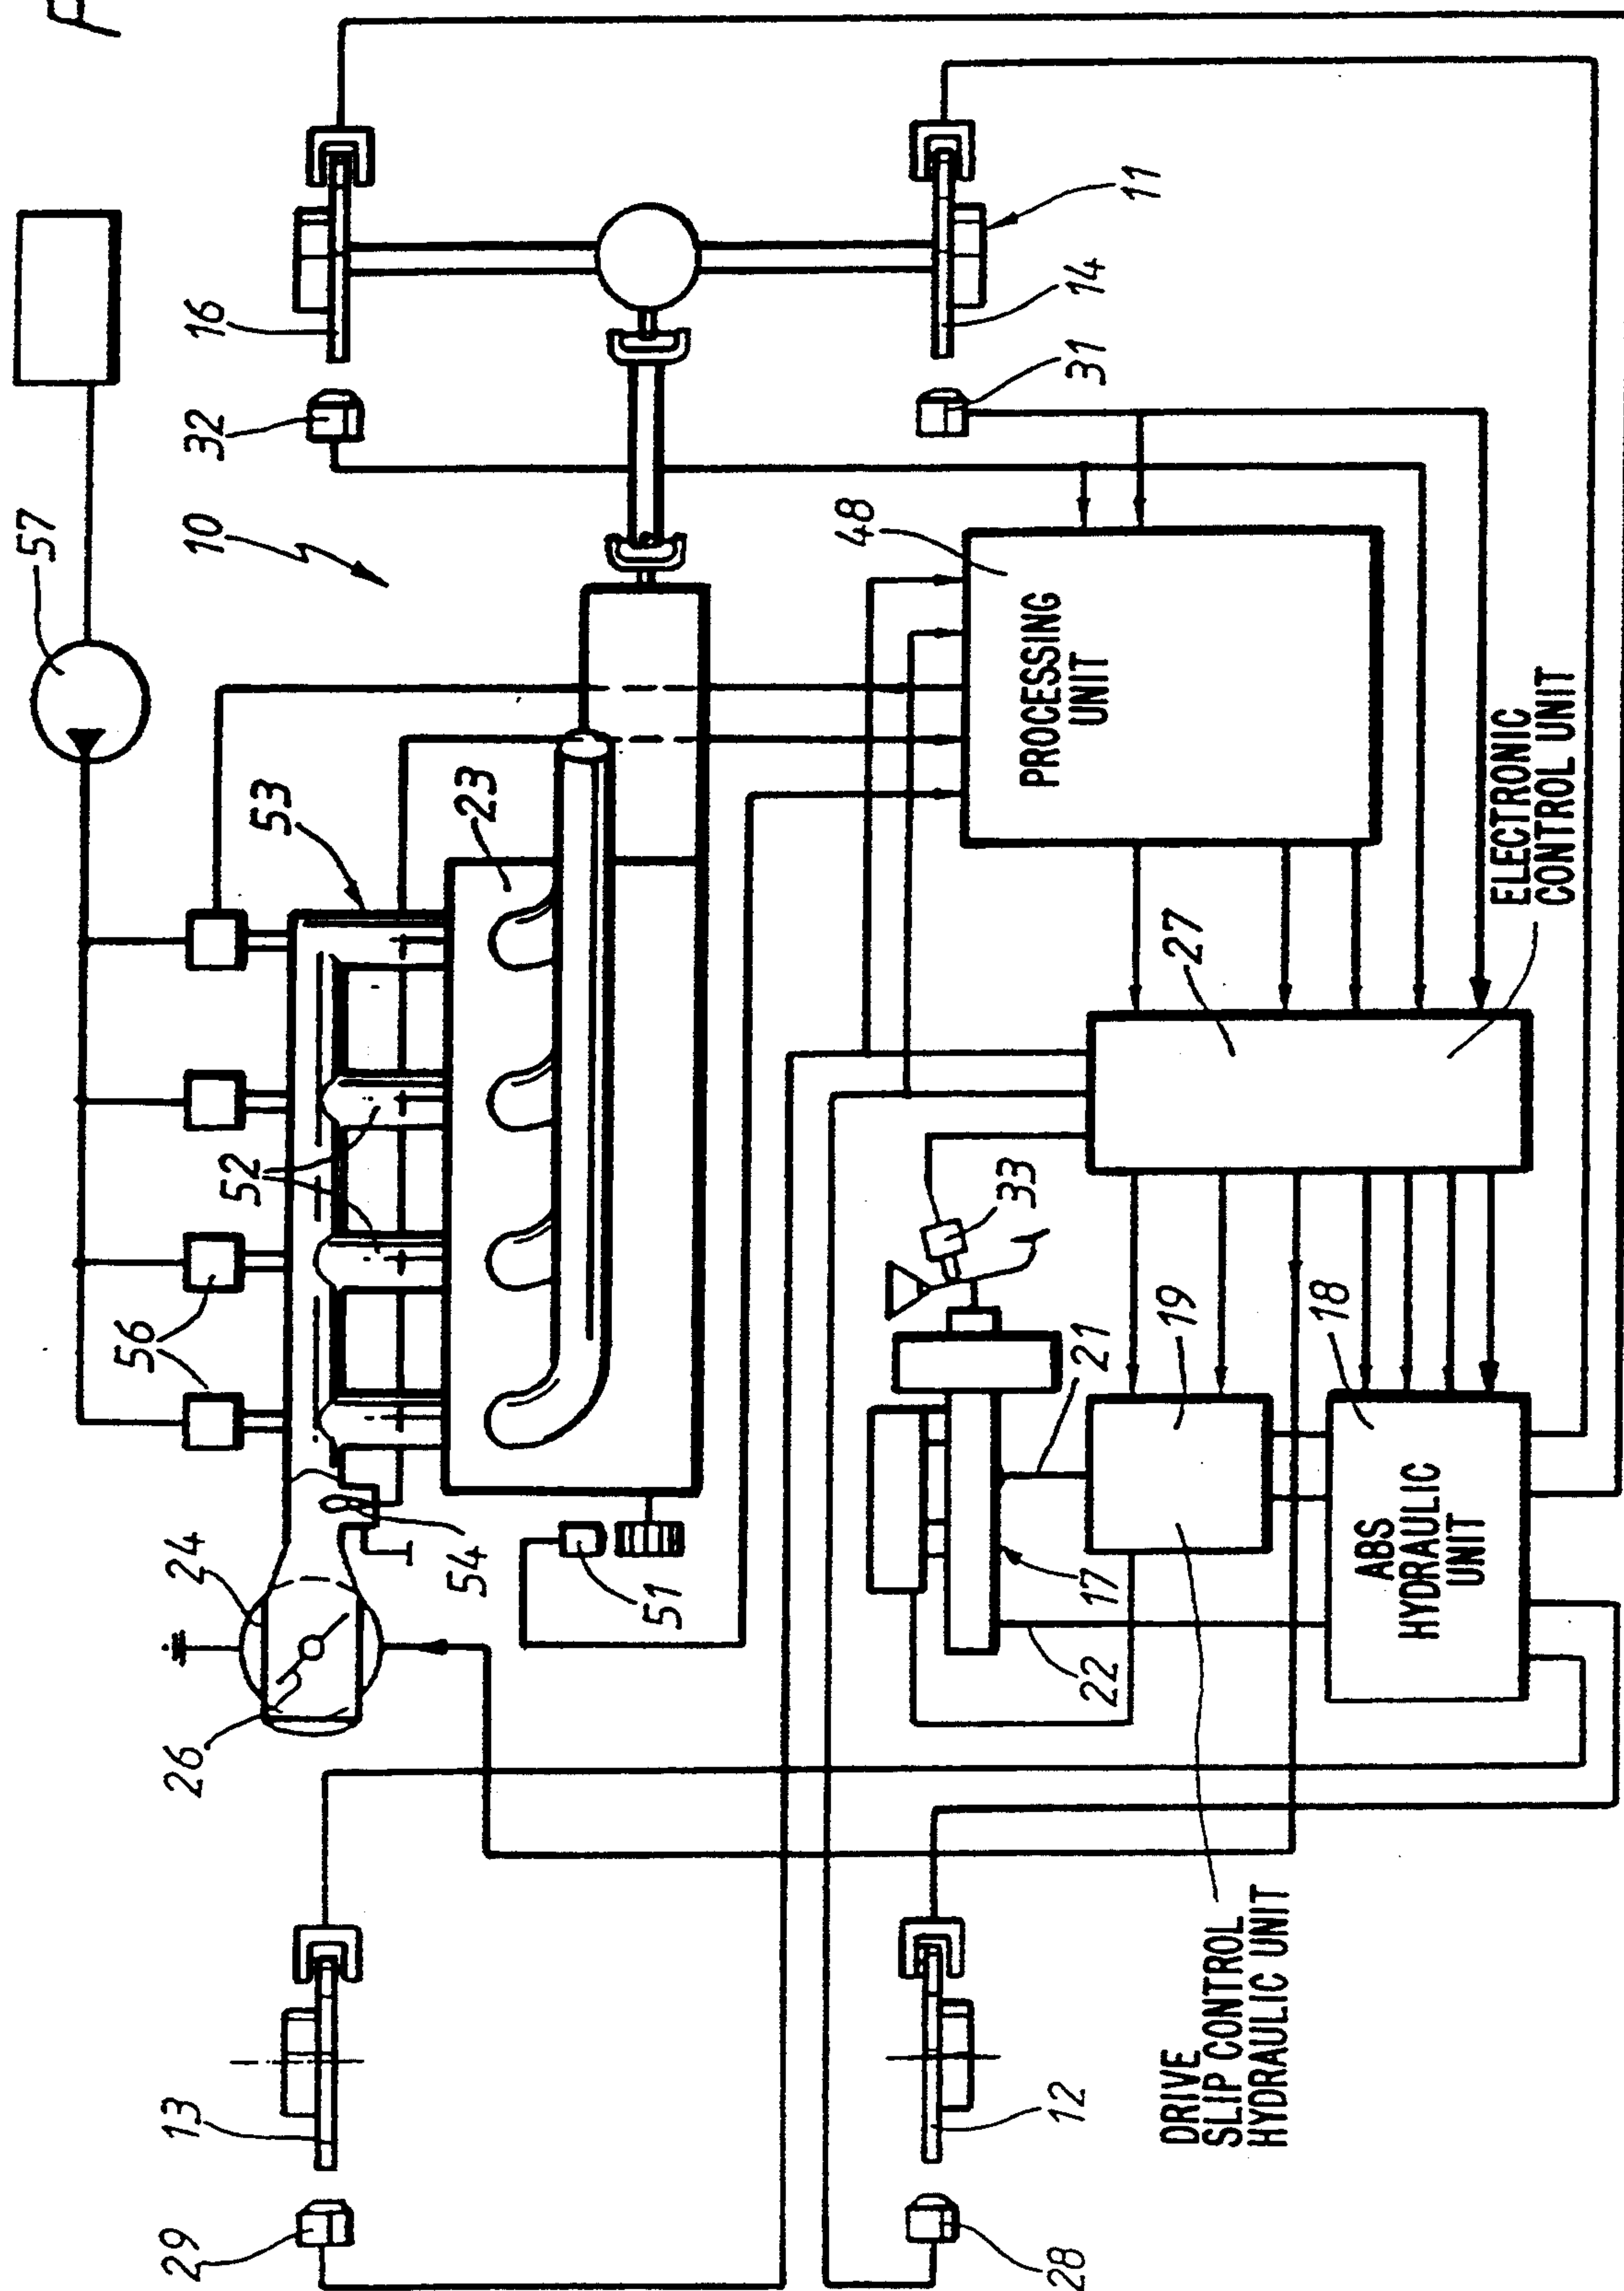 57
16
32
10
11
14
31
48
PROCESSING
UNIT
53
23
ELECTRONIC
CONTROL UNIT
27
52
56
33
19
18
21
24
54
51
17
22
26
ABS
HYDRAULIC
UNIT
13
29
12
28
DRIVE
SLIP CONTROL
HYDRAULIC UNIT